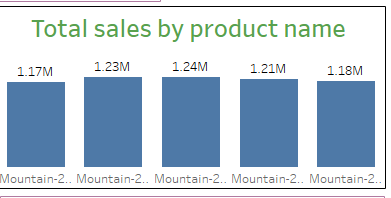 Total sales by product name
1.17M 1.23M 1.24M 1.21M 1.18M
Mountain-2.. Mountain-2.. Mountain-2.. Mountain-2.. Mountain-2..